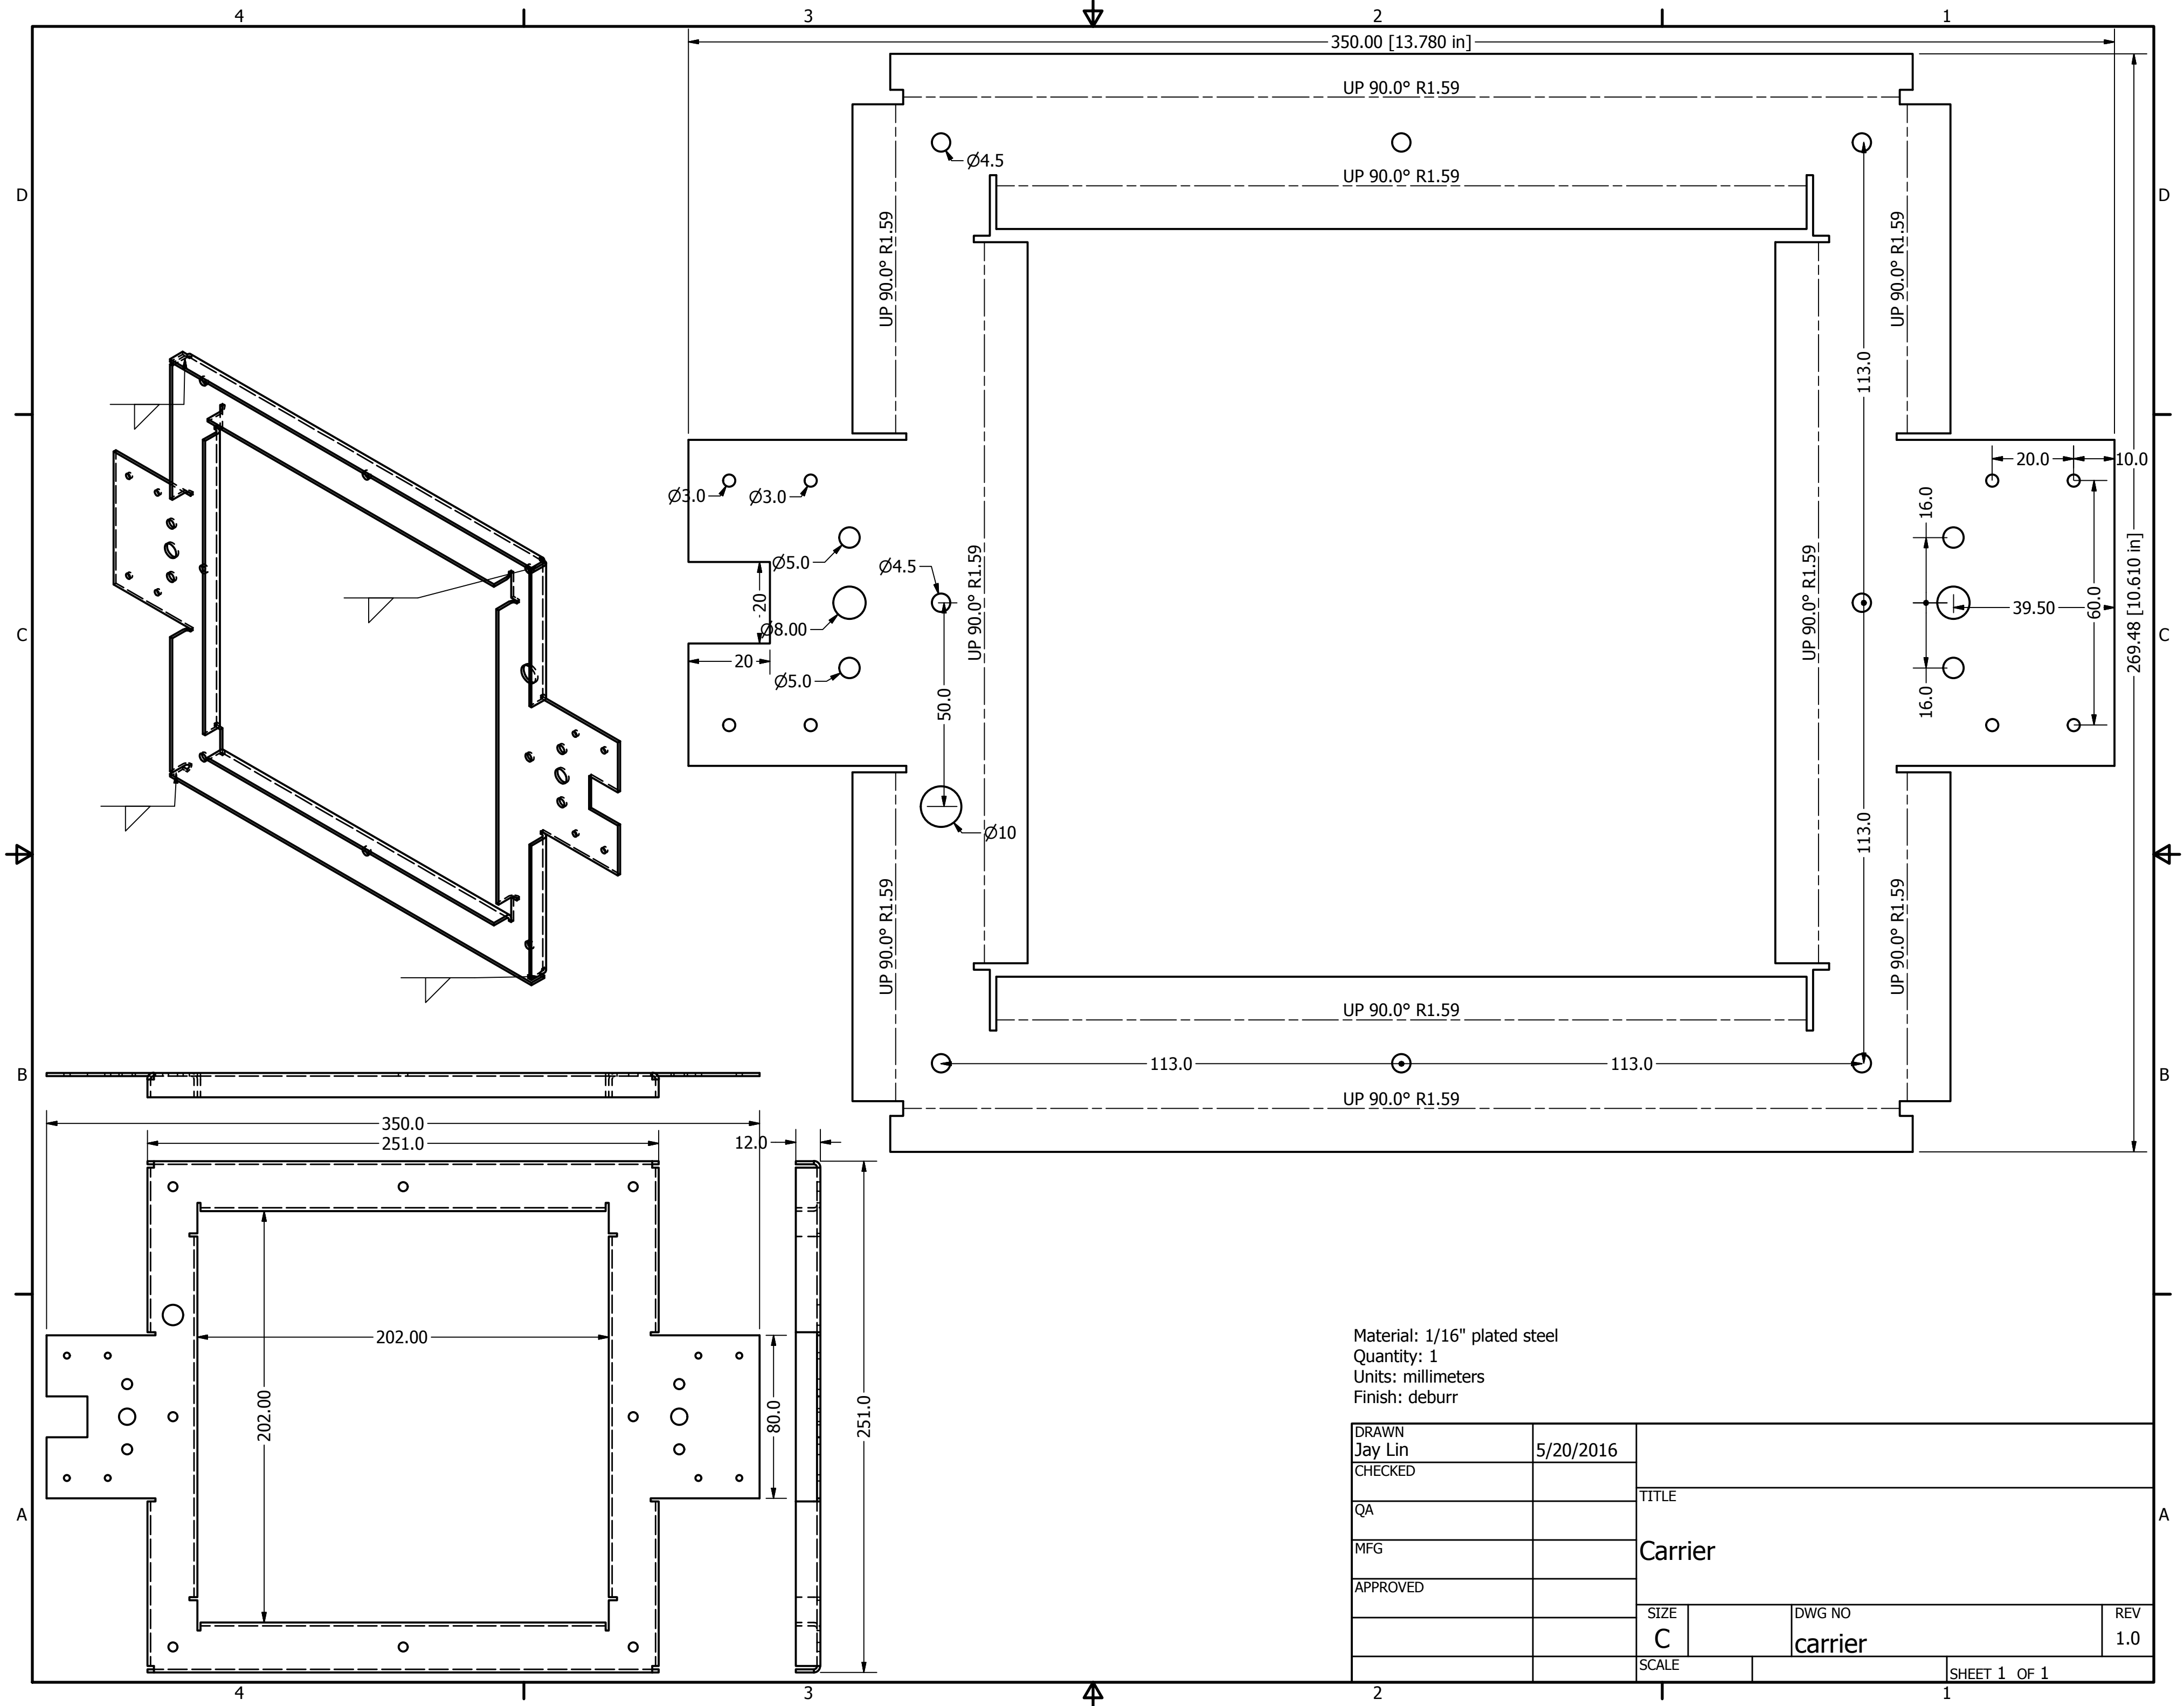 4 3 2 1
350.00 [13.780 in]
UP 90.0° R1.59
Ø4.5
UP 90.0° R1.59
D D
UP 90.0° R1.59
UP 90.0° R1.59
113.0
20.0 10.0
Ø3.0 Ø3.0
16.0
Ø5.0
Ø4.5
UP 90.0° R1.59
UP 90.0° R1.59
20
39.50
60.0
269.48 [10.610 in]
Ø8.00
C C
20
Ø5.0
50.0
16.0
Ø10
113.0
UP 90.0° R1.59
UP 90.0° R1.59
UP 90.0° R1.59
113.0 113.0
B B
UP 90.0° R1.59
350.0
251.0
12.0
202.00
202.00
80.0
251.0
Material: 1/16" plated steel
Quantity: 1
Units: millimeters
Finish: deburr
DRAWN
Jay Lin 5/20/2016
CHECKED
QA
MFG
APPROVED
TITLE
Carrier
A A
SIZE
C
DWG NO
carrier
REV
1.0
SCALE
SHEET 1 OF 1
4 3 2 1